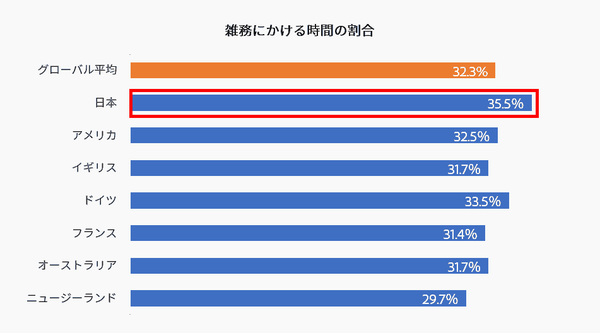 雑務にかける時間の割合
グローバル平均 32.3%
日本 35.5%
アメリカ 32.5%
イギリス 31.7%
ドイツ 33.5%
フランス 31.4%
オーストラリア 31.7%
ニュージーランド 29.7%